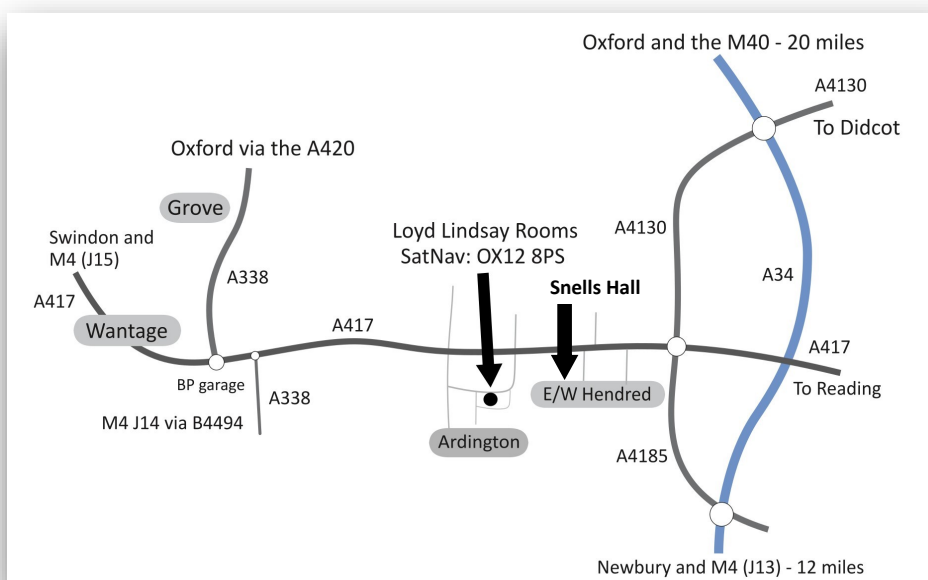 Oxford and the M40 - 20 miles
A4130
To Didcot
Oxford via the A420
Grove
Swindon and
M4 (J15)
A417
Wantage
A338
A417
BP garage
A338
M4 J14 via B4494
Loyd Lindsay Rooms
SatNav: OX12 8PS
Snells Hall
E/W Hendred
Ardington
A4130
A34
A417
To Reading
A4185
Newbury and M4 (J13) - 12 miles